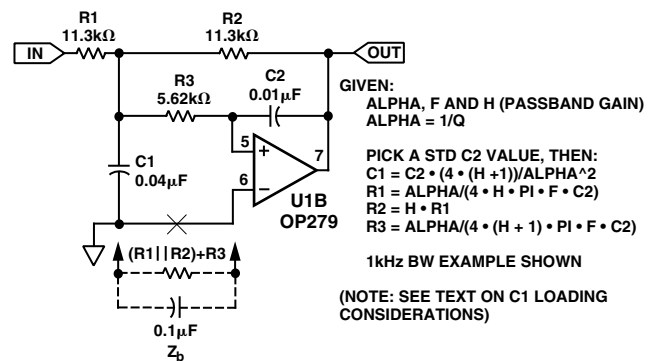 R1
11.3kΩ
R2
11.3kΩ
IN
OUT
R3
5.62kΩ
C2
0.01µF
C1
0.04µF
5
+
6
−
7
U1B
OP279
(R1||R2)+R3
0.1µF
Zb
GIVEN:
ALPHA, F AND H (PASSBAND GAIN)
ALPHA = 1/Q
PICK A STD C2 VALUE, THEN:
C1 = C2 • (4 • (H +1))/ALPHA^2
R1 = ALPHA/(4 • H • PI • F • C2)
R2 = H • R1
R3 = ALPHA/(4 • (H + 1) • PI • F • C2)
1kHz BW EXAMPLE SHOWN
(NOTE: SEE TEXT ON C1 LOADING
CONSIDERATIONS)